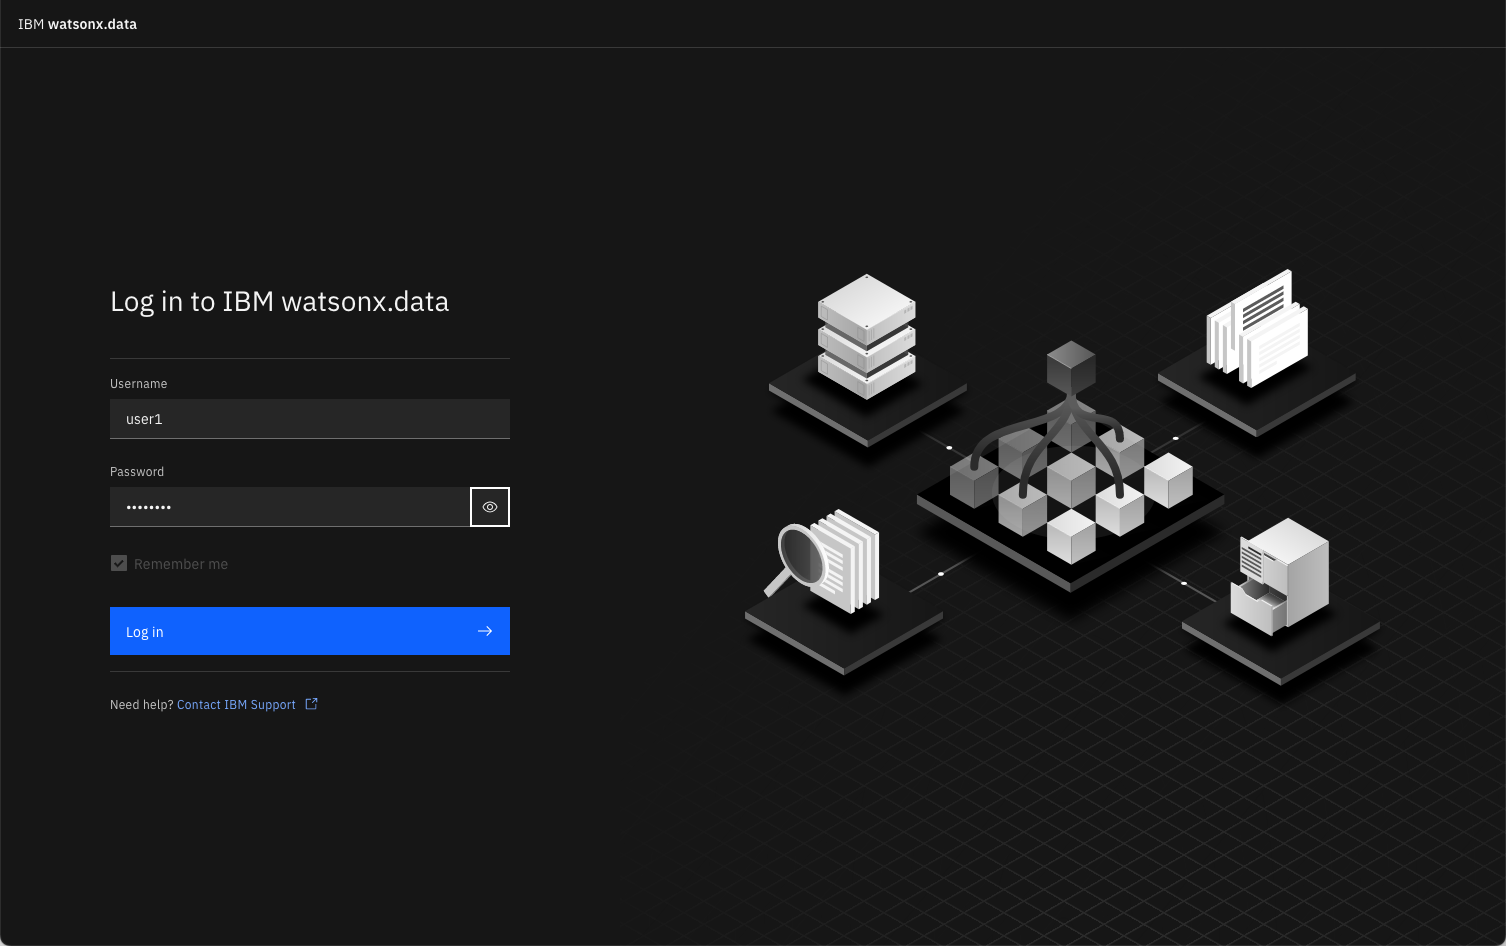 IBM watsonx.data
Log in to IBM watsonx.data
Username
user1
Password
••••••••
Remember me
Log in
Need help? Contact IBM Support